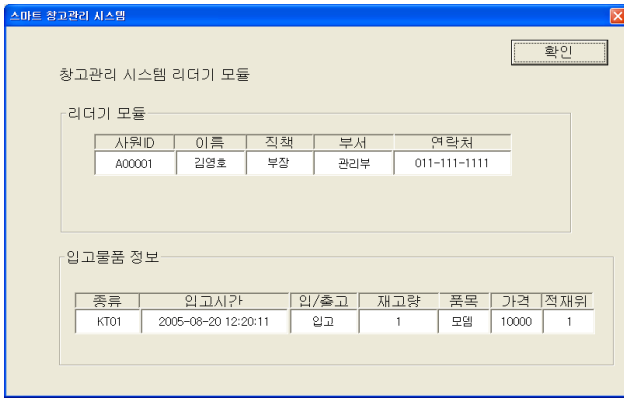 스마트 창고관리 시스템
확인
창고관리 시스템 리더기 모듈
리더기 모듈
사원ID 이름 직책 부서 연락처
A00001 김영호 부장 관리부 011-111-1111
입고물품 정보
종류 입고시간 입/출고 재고량 품목 가격 적재위
KT01 2005-08-20 12:20:11 입고 1 모뎀 10000 1